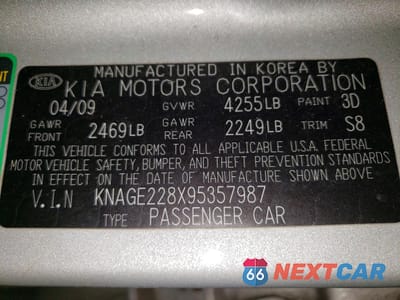 MANUFACTURED IN KOREA BY
KIA KIA MOTORS CORPORATION
04/09 GVWR 4255LB PAINT 3D
GAWR FRONT 2469LB GAWR REAR 2249LB TRIM S8
THIS VEHICLE CONFORMS TO ALL APPLICABLE U.S.A. FEDERAL
MOTOR VEHICLE SAFETY, BUMPER, AND THEFT PREVENTION STANDARDS
IN EFFECT ON THE DATE OF MANUFACTURE SHOWN ABOVE.
V.I.N KNAGE228X95357987
TYPE PASSENGER CAR
66 NEXTCAR